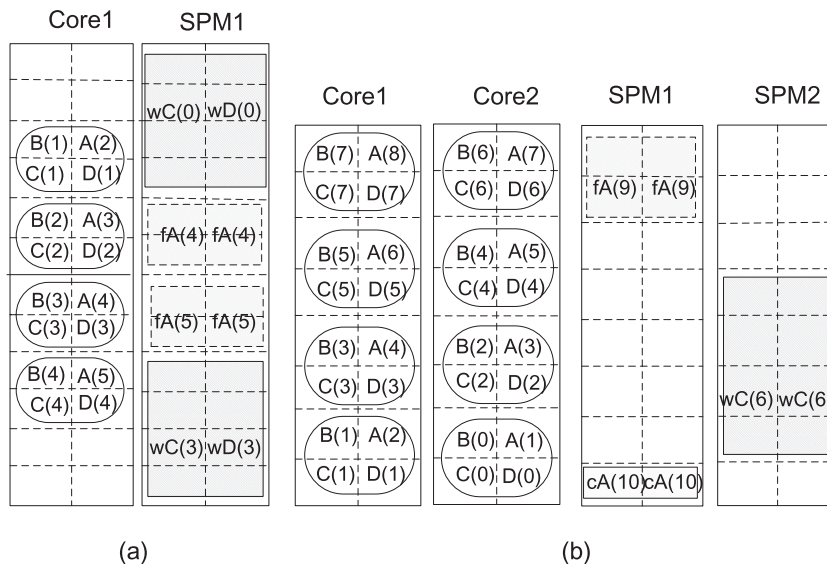 Core1 SPM1
wC(0) wD(0)
B(1) A(2)
C(1) D(1)
B(2) A(3)
C(2) D(2)
fA(4) fA(4)
B(3) A(4)
C(3) D(3)
fA(5) fA(5)
B(4) A(5)
C(4) D(4)
wC(3) wD(3)
(a)
Core1 Core2 SPM1 SPM2
B(7) A(8) B(6) A(7)
C(7) D(7) C(6) D(6) fA(9) fA(9)
B(5) A(6) B(4) A(5)
C(5) D(5) C(4) D(4)
B(3) A(4) B(2) A(3)
C(3) D(3) C(2) D(2) wC(6) wC(6
B(1) A(2) B(0) A(1)
C(1) D(1) C(0) D(0) cA(10) cA(10)
(b)